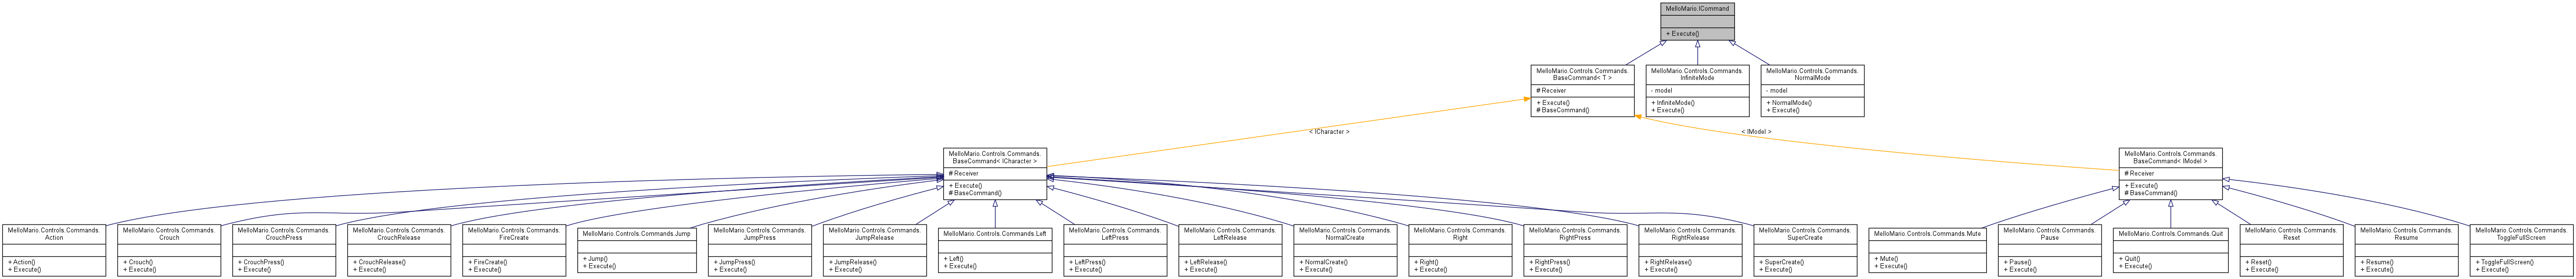 MelloMario.ICommand
+ Execute()
MelloMario.Controls.Commands.
BaseCommand< T >
# Receiver
+ Execute()
# BaseCommand()
MelloMario.Controls.Commands.
InfiniteMode
- model
+ InfiniteMode()
+ Execute()
MelloMario.Controls.Commands.
NormalMode
- model
+ NormalMode()
+ Execute()
< ICharacter >
< IModel >
MelloMario.Controls.Commands.
BaseCommand< ICharacter >
# Receiver
+ Execute()
# BaseCommand()
MelloMario.Controls.Commands.
BaseCommand< IModel >
# Receiver
+ Execute()
# BaseCommand()
MelloMario.Controls.Commands.
Action
+ Action()
+ Execute()
MelloMario.Controls.Commands.
Crouch
+ Crouch()
+ Execute()
MelloMario.Controls.Commands.
CrouchPress
+ CrouchPress()
+ Execute()
MelloMario.Controls.Commands.
CrouchRelease
+ CrouchRelease()
+ Execute()
MelloMario.Controls.Commands.
FireCreate
+ FireCreate()
+ Execute()
MelloMario.Controls.Commands.Jump
+ Jump()
+ Execute()
MelloMario.Controls.Commands.
JumpPress
+ JumpPress()
+ Execute()
MelloMario.Controls.Commands.
JumpRelease
+ JumpRelease()
+ Execute()
MelloMario.Controls.Commands.Left
+ Left()
+ Execute()
MelloMario.Controls.Commands.
LeftPress
+ LeftPress()
+ Execute()
MelloMario.Controls.Commands.
LeftRelease
+ LeftRelease()
+ Execute()
MelloMario.Controls.Commands.
NormalCreate
+ NormalCreate()
+ Execute()
MelloMario.Controls.Commands.
Right
+ Right()
+ Execute()
MelloMario.Controls.Commands.
RightPress
+ RightPress()
+ Execute()
MelloMario.Controls.Commands.
RightRelease
+ RightRelease()
+ Execute()
MelloMario.Controls.Commands.
SuperCreate
+ SuperCreate()
+ Execute()
MelloMario.Controls.Commands.Mute
+ Mute()
+ Execute()
MelloMario.Controls.Commands.
Pause
+ Pause()
+ Execute()
MelloMario.Controls.Commands.Quit
+ Quit()
+ Execute()
MelloMario.Controls.Commands.
Reset
+ Reset()
+ Execute()
MelloMario.Controls.Commands.
Resume
+ Resume()
+ Execute()
MelloMario.Controls.Commands.
ToggleFullScreen
+ ToggleFullScreen()
+ Execute()